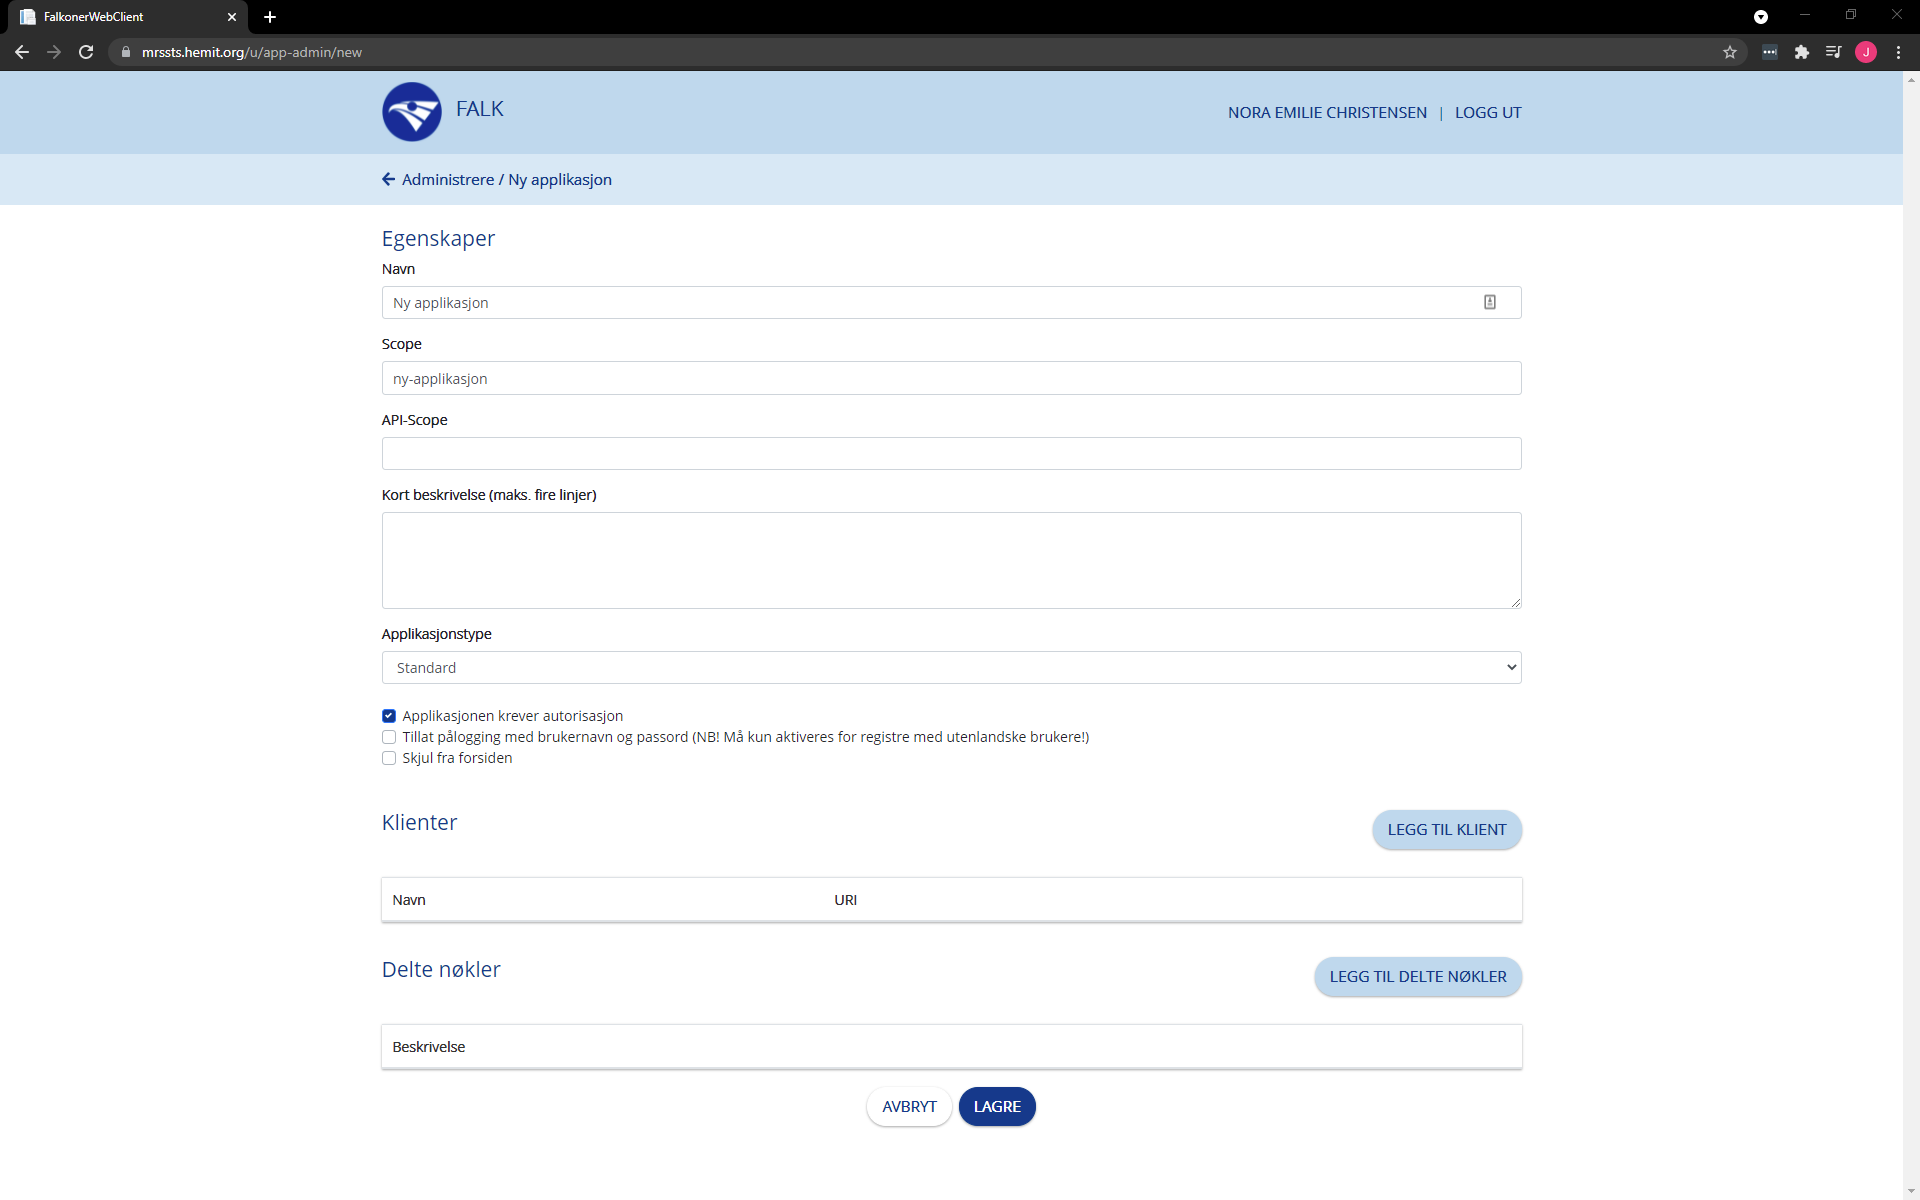 FalkonerWebClient
mrssts.hemit.org/u/app-admin/new
J
FALK
NORA EMILIE CHRISTENSEN | LOGG UT
Administrere / Ny applikasjon
Egenskaper
Navn
Ny applikasjon
Scope
ny-applikasjon
API-Scope
Kort beskrivelse (maks. fire linjer)
Applikasjonstype
Standard
Applikasjonen krever autorisasjon
Tillat pålogging med brukernavn og passord (NB! Må kun aktiveres for registre med utenlandske brukere!)
Skjul fra forsiden
Klienter
LEGG TIL KLIENT
Navn URI
Delte nøkler
LEGG TIL DELTE NØKLER
Beskrivelse
AVBRYT LAGRE